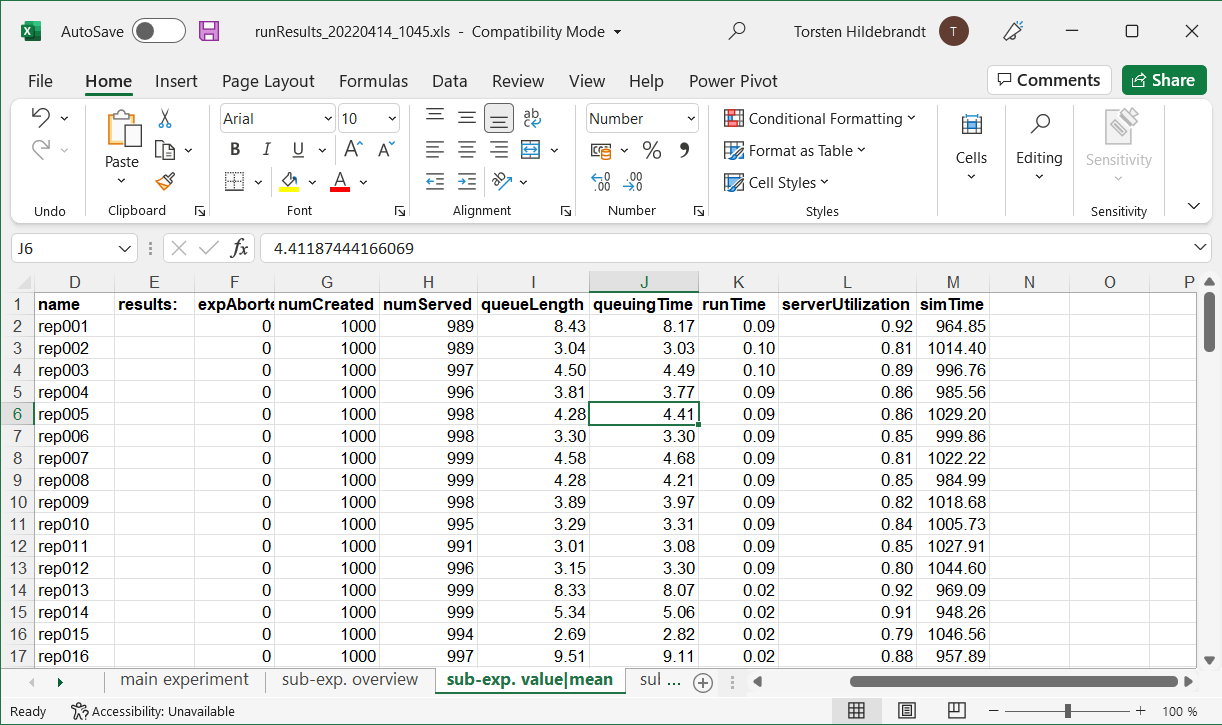 AutoSave runResults_20220414_1045.xls - Compatibility Mode Torsten Hildebrandt T
File Home Insert Page Layout Formulas Data Review View Help Power Pivot Comments Share
Arial 10 Number Conditional Formatting
Paste B I U A A % Format as Table Cells Editing Sensitivity
A Cell Styles
Undo Clipboard Font Alignment Number Styles Sensitivity
J6 fx 4.41187444166069
D E F G H I J K L M N O P
1 name results: expAborte numCreated numServed queueLength queuingTime runTime serverUtilization simTime
2 rep001 0 1000 989 8.43 8.17 0.09 0.92 964.85
3 rep002 0 1000 989 3.04 3.03 0.10 0.81 1014.40
4 rep003 0 1000 997 4.50 4.49 0.10 0.89 996.76
5 rep004 0 1000 996 3.81 3.77 0.09 0.86 985.56
6 rep005 0 1000 998 4.28 4.41 0.09 0.86 1029.20
7 rep006 0 1000 998 3.30 3.30 0.09 0.85 999.86
8 rep007 0 1000 999 4.58 4.68 0.09 0.81 1022.22
9 rep008 0 1000 999 4.28 4.21 0.09 0.85 984.99
10 rep009 0 1000 998 3.89 3.97 0.09 0.82 1018.68
11 rep010 0 1000 995 3.29 3.31 0.09 0.84 1005.73
12 rep011 0 1000 991 3.01 3.08 0.09 0.85 1027.91
13 rep012 0 1000 996 3.15 3.30 0.09 0.80 1044.60
14 rep013 0 1000 999 8.33 8.07 0.02 0.92 969.09
15 rep014 0 1000 999 5.34 5.06 0.02 0.91 948.26
16 rep015 0 1000 994 2.69 2.82 0.02 0.79 1046.56
17 rep016 0 1000 997 9.51 9.11 0.02 0.88 957.89
main experiment sub-exp. overview sub-exp. value|mean sul ...
Ready Accessibility: Unavailable 100 %